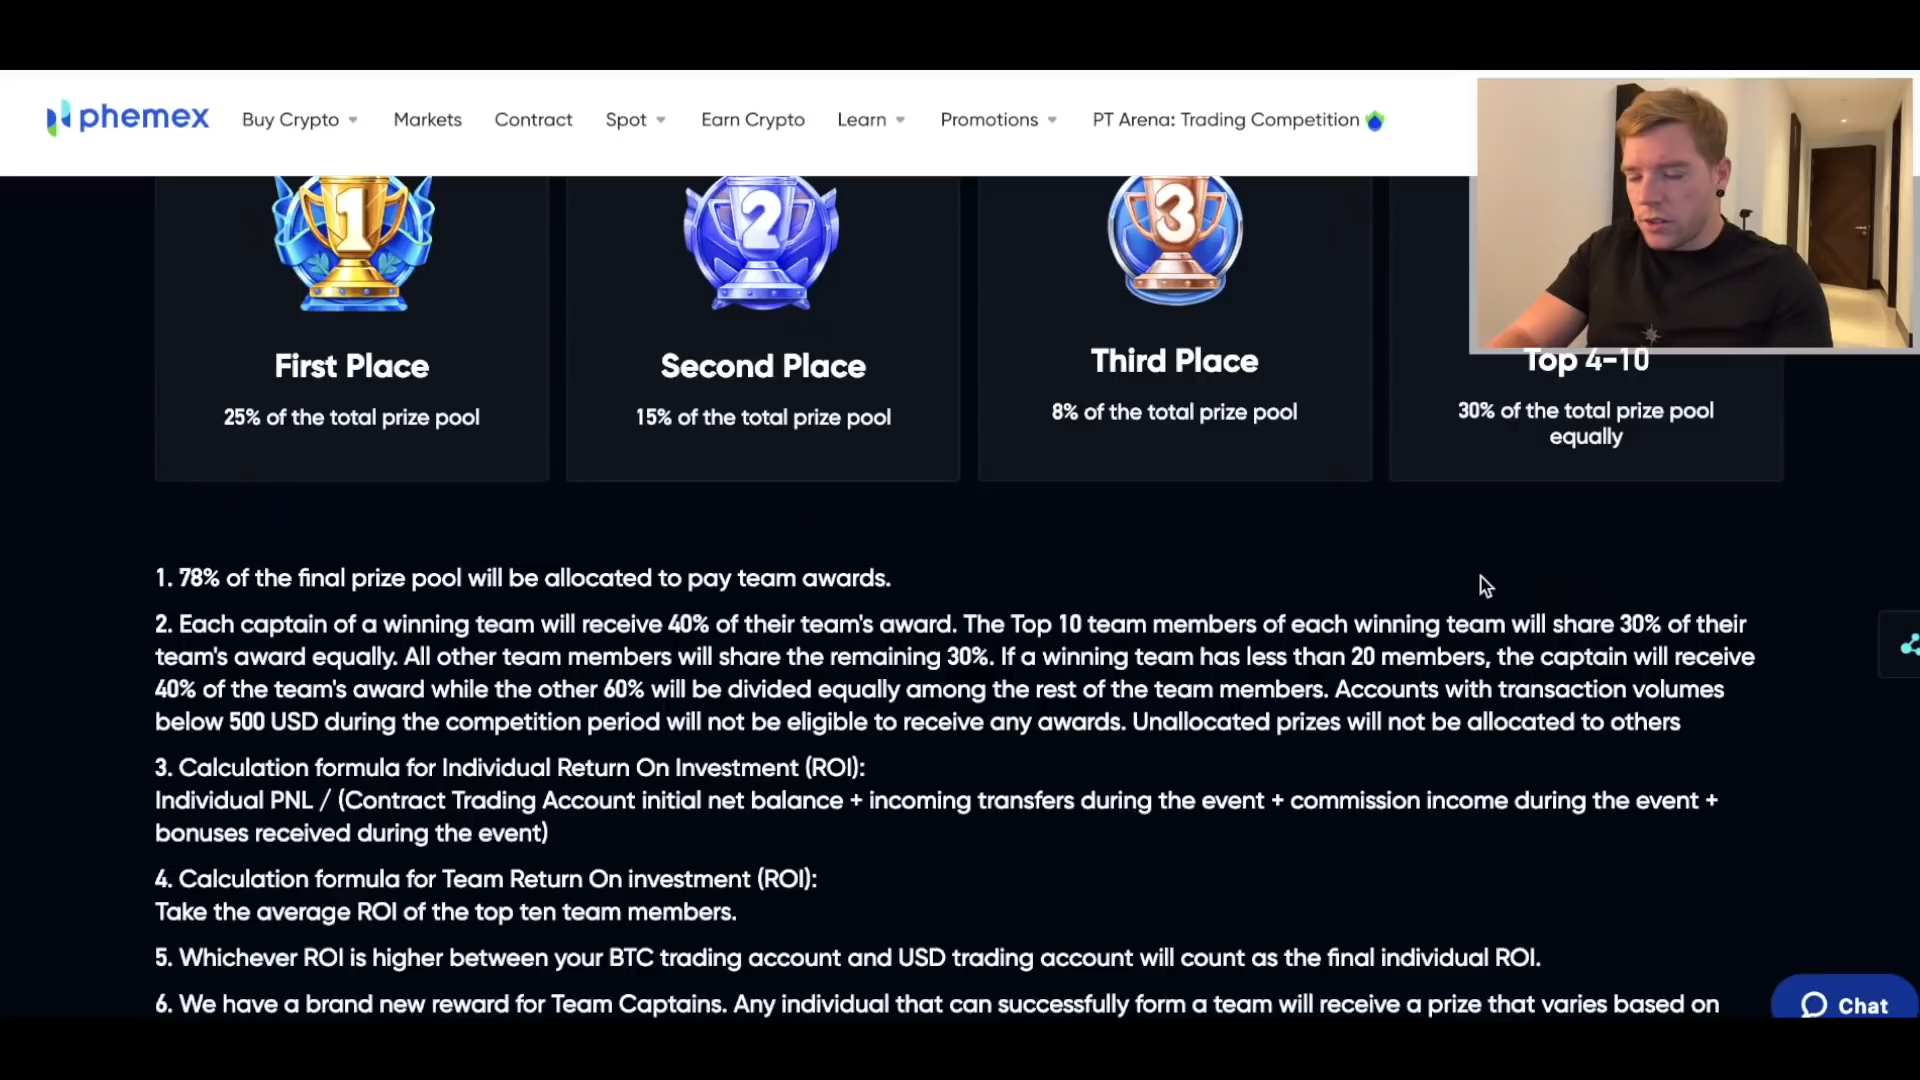 phemex
Buy Crypto
Markets
Contract
Spot
Earn Crypto
Learn
Promotions
PT Arena: Trading Competition
1
2
3
First Place
Second Place
Third Place
Top 4-10
25% of the total prize pool
15% of the total prize pool
8% of the total prize pool
30% of the total prize pool
equally
1. 78% of the final prize pool will be allocated to pay team awards.
2. Each captain of a winning team will receive 40% of their team's award. The Top 10 team members of each winning team will share 30% of their
team's award equally. All other team members will share the remaining 30%. If a winning team has less than 20 members, the captain will receive
40% of the team's award while the other 60% will be divided equally among the rest of the team members. Accounts with transaction volumes
below 500 USD during the competition period will not be eligible to receive any awards. Unallocated prizes will not be allocated to others
3. Calculation formula for Individual Return On Investment (ROI):
Individual PNL / (Contract Trading Account initial net balance + incoming transfers during the event + commission income during the event +
bonuses received during the event)
4. Calculation formula for Team Return On investment (ROI):
Take the average ROI of the top ten team members.
5. Whichever ROI is higher between your BTC trading account and USD trading account will count as the final individual ROI.
6. We have a brand new reward for Team Captains. Any individual that can successfully form a team will receive a prize that varies based on
Chat